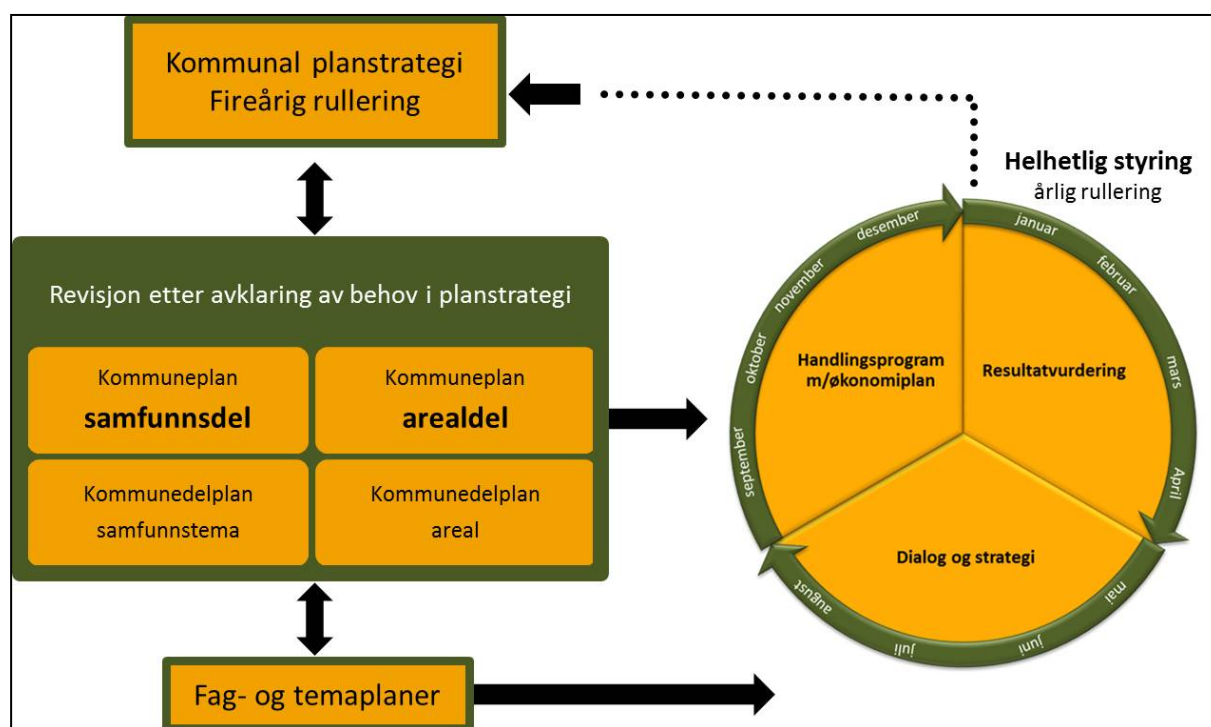 Kommunal planstrategi
Fireårig rullering
Helhetlig styring
årlig rullering
Revisjon etter avklaring av behov i planstrategi
Kommuneplan
samfunnsdel
Kommuneplan
arealdel
Kommunedelplan
samfunnstema
Kommunedelplan
areal
Fag- og temaplaner
januar
februar
mars
April
mai
juni
juli
august
september
oktober
november
desember
Handlingsprogram
m/økonomiplan
Resultatvurdering
Dialog og strategi